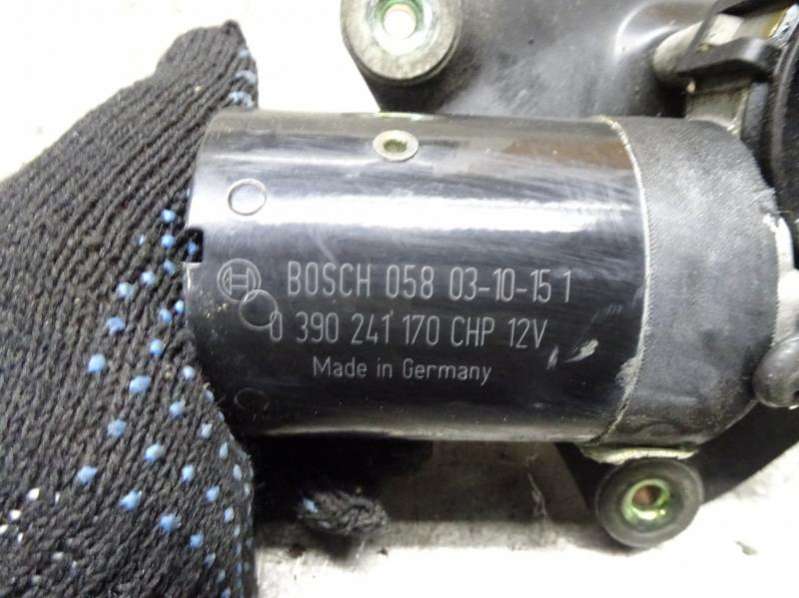 BOSCH 058 03-10-15 1
0 390 241 170 CHP 12V
Made in Germany